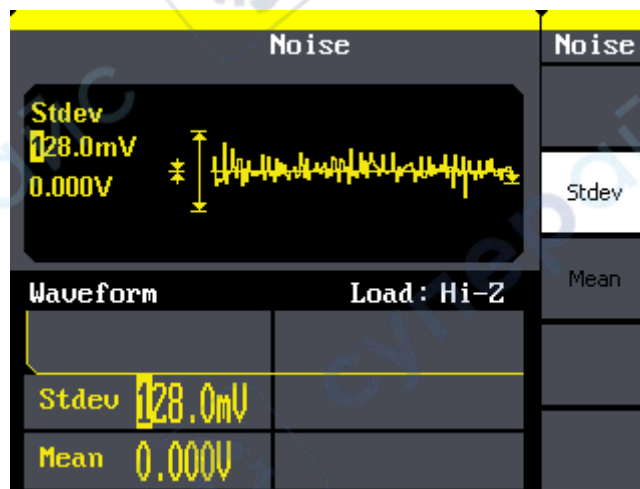 Noise
Noise
Stdev
128.0mV
0.000V
Stdev
Mean
Waveform
Load: Hi-Z
Stdev 128.0mV
Mean 0.000V